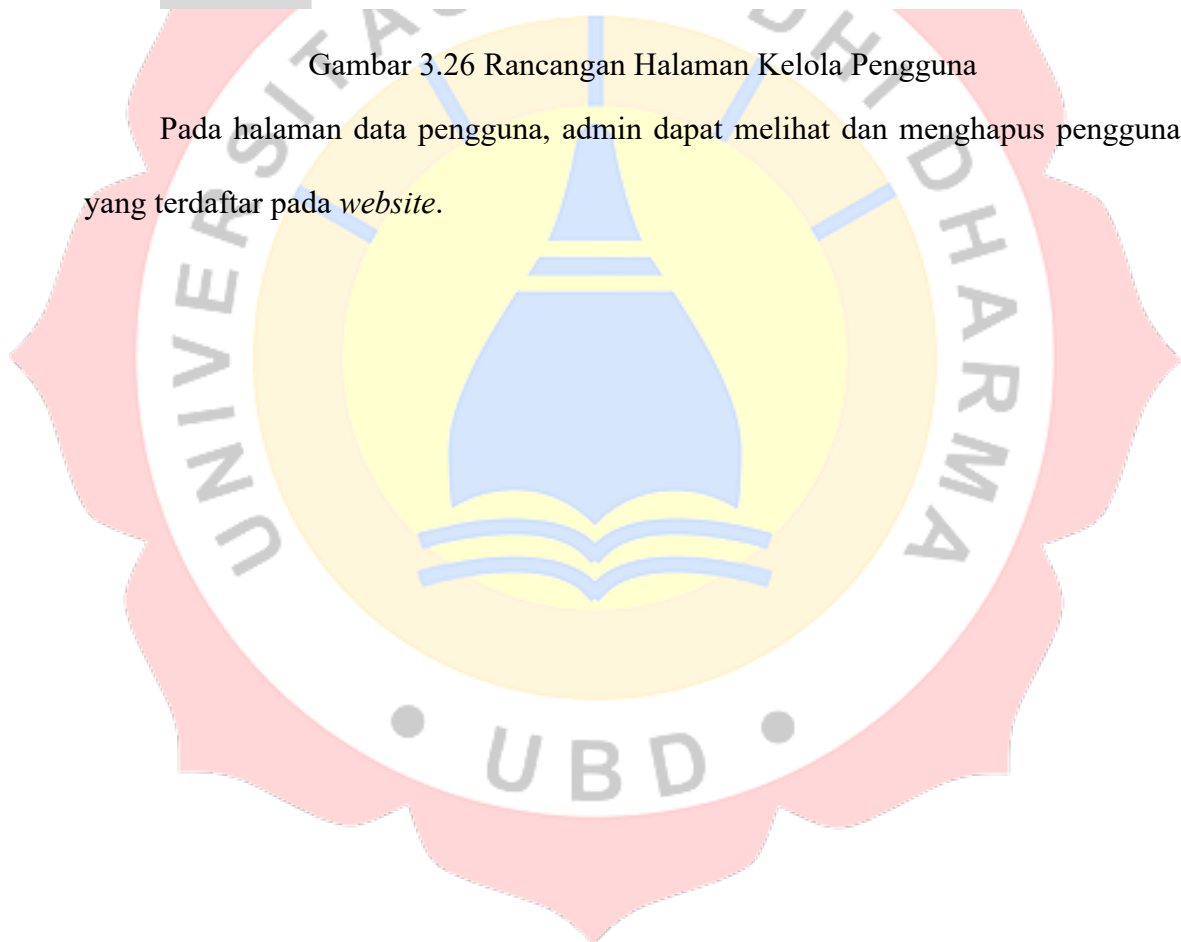 Gambar 3.26 Rancangan Halaman Kelola Pengguna
Pada halaman data pengguna, admin dapat melihat dan menghapus pengguna
yang terdaftar pada website.
UNIVERSITAS
DHI DHARMA
• UBD •